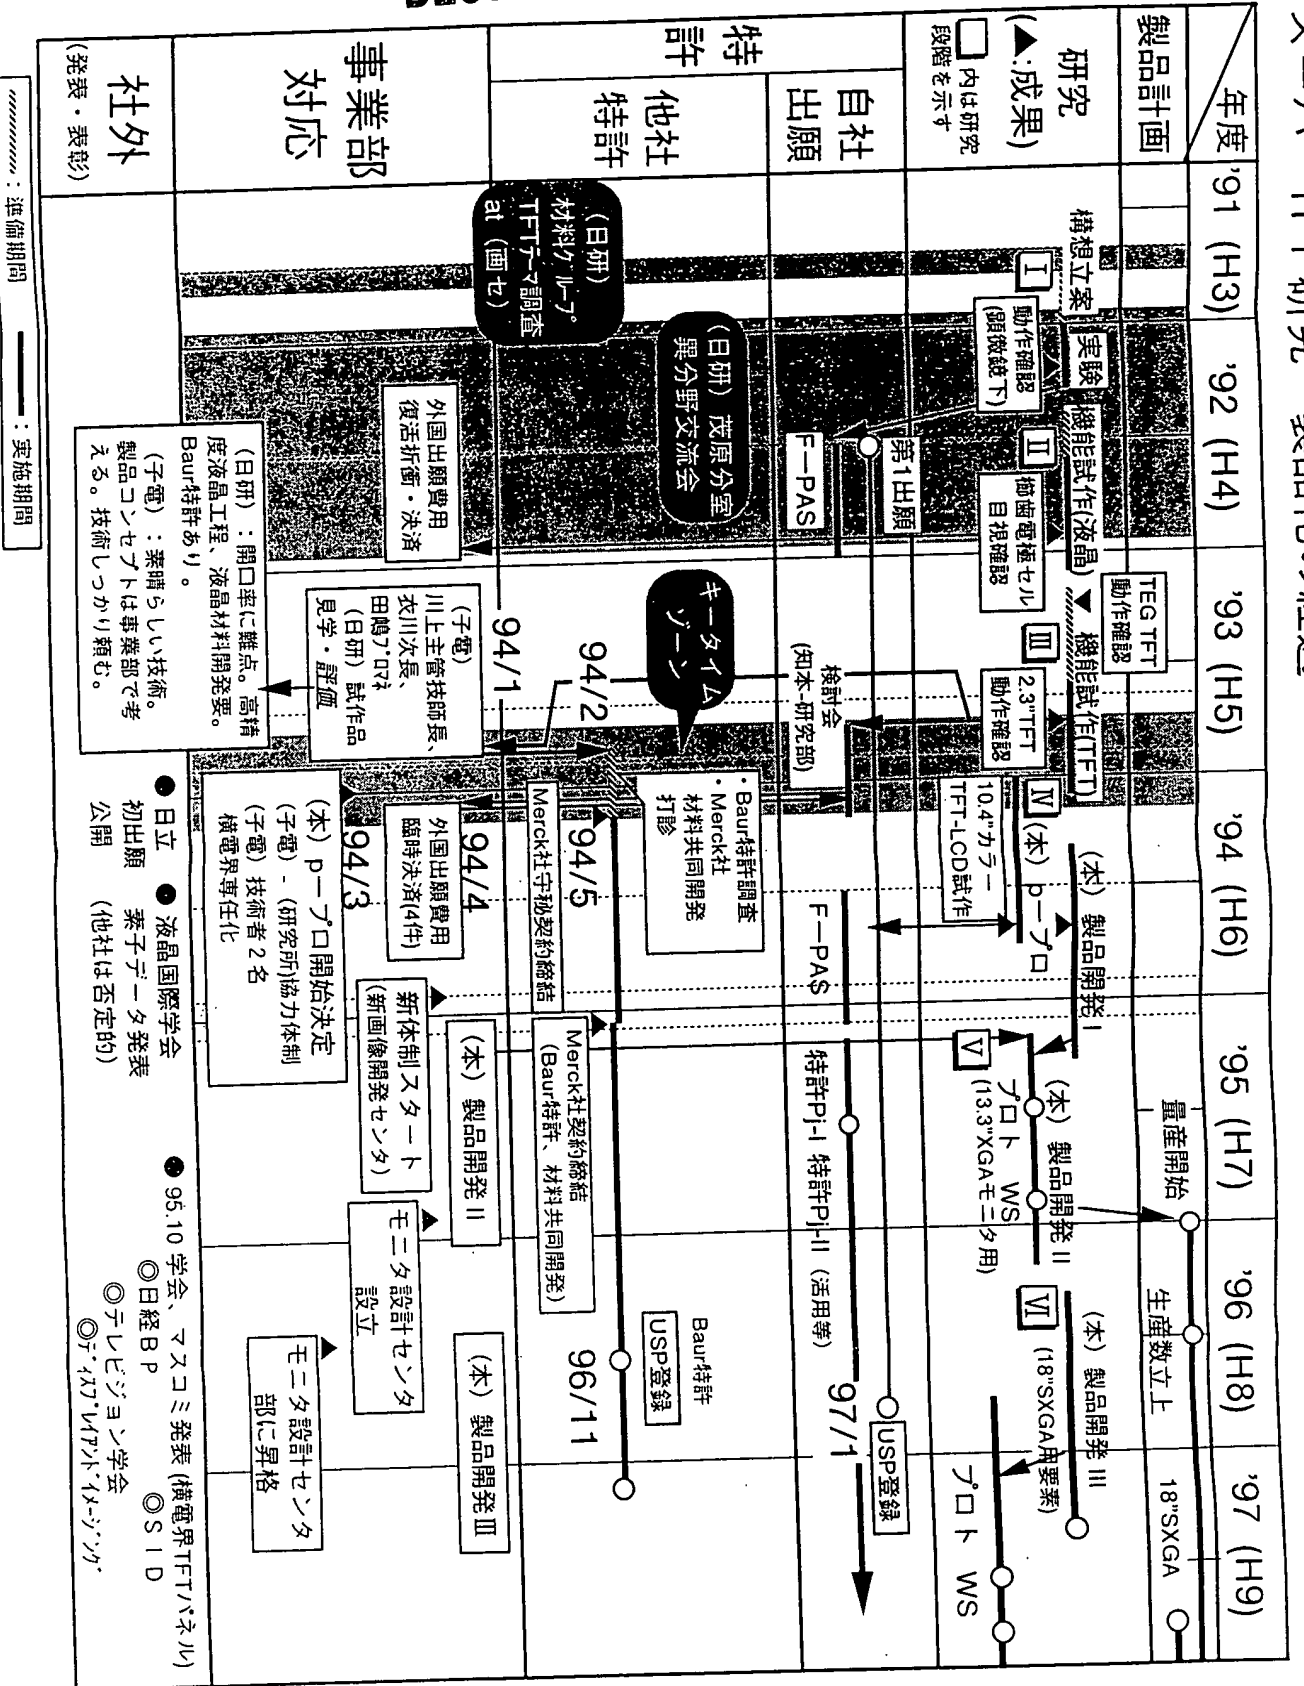 年度
'91 (H3)
'92 (H4)
'93 (H5)
'94 (H6)
'95 (H7)
'96 (H8)
'97 (H9)
製品計画
量産開始
生産数立上
18"SXGA
研究
(▲:成果)
□内は研究
段階を示す
構想立案
実験
機能試作(液晶)
機能試作(TFT)
TEG TFT
動作確認
I
II
III
IV
V
VI
動作確認
(顕微鏡下)
櫛歯電極セル
目視確認
2.3"TFT
動作確認
10.4"カラー
TFT-LCD試作
(本) pープロ
(本) 製品開発 I
(本) 製品開発 II
プロト WS
(13.3"XGAモニタ用)
(本) 製品開発 III
(18"SXGA用要素)
プロト WS
特許
自社
出願
第1出願
FーPAS
検討会
(知本-研究部)
FーPAS
特許Pj-I 特許Pj-II (活用等)
97/1
USP登録
他社
特許
(日研) 茂原分室
異分野交流会
キータイム
ゾーン
・Baur特許調査
・Merck社
材料共同開発
打診
94/2
94/5
Merck社守秘契約締結
Merck社契約締結
(Baur特許、材料共同開発)
Baur特許
USP登録
96/11
事業部
対応
(日研)
材料グループ
TFTテーマ調査
at (画セ)
外国出願費用
復活折衝・決済
94/1
(子電)
川上主管技師長、
衣川次長、
田嶋プロマネ
(日研) 試作品
見学・評価
(日研) : 開口率に難点。高精
度液晶工程、液晶材料開発要。
Baur特許あり。
(子電) : 素晴らしい技術。
製品コンセプトは事業部で考
える。技術しっかり頼む。
94/4
外国出願費用
臨時決済(4件)
94/3
(本) pープロ開始決定
(子電) - (研究所)協力体制
(子電) 技術者2名
横電界専任化
新体制スタート
(新画像開発センタ)
(本) 製品開発 II
モニタ設計センタ
設立
(本) 製品開発 III
モニタ設計センタ
部に昇格
社外
(発表・表彰)
●日立
初出願
公開
●液晶国際学会
素子データ発表
(他社は否定的)
●95.10 学会、マスコミ発表 (横電界TFTパネル)
◎日経BP
◎SID
◎テレビジョン学会
◎ディスプレイアンドイメージング
:準備期間
:実施期間